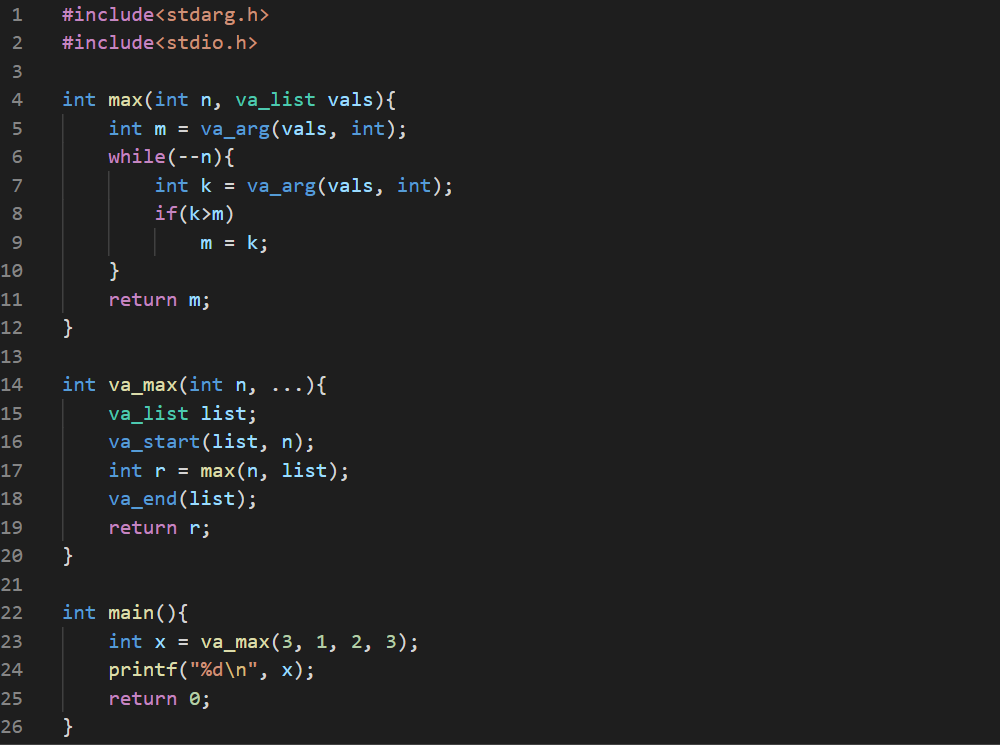 1 #include<stdarg.h>
2 #include<stdio.h>
3
4 int max(int n, va_list vals){
5     int m = va_arg(vals, int);
6     while(--n){
7         int k = va_arg(vals, int);
8         if(k>m)
9             m = k;
10     }
11     return m;
12 }
13
14 int va_max(int n, ...){
15     va_list list;
16     va_start(list, n);
17     int r = max(n, list);
18     va_end(list);
19     return r;
20 }
21
22 int main(){
23     int x = va_max(3, 1, 2, 3);
24     printf("%d\n", x);
25     return 0;
26 }